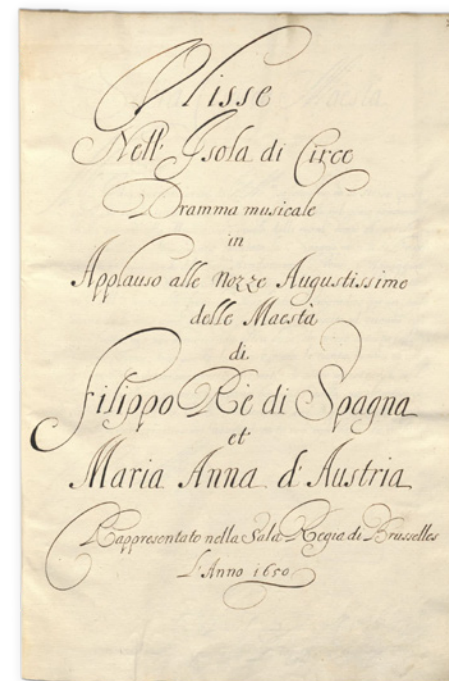 Ulisse
Nell' Isola di Circe
Dramma musicale
in
Applauso alle Nozze Augustissime
delle Maestà
di
Filippo Rè di Spagna
et
Maria Anna d'Austria
Rappresentato nella Sala Regia di Brusselles
L'Anno 1650